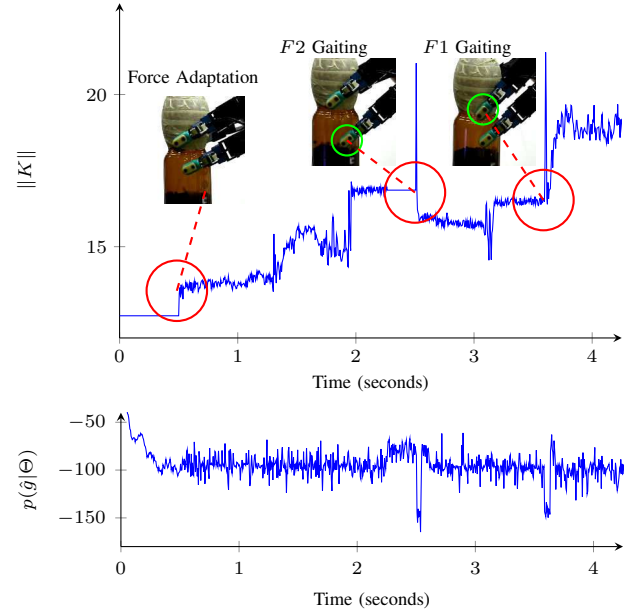 F2 Gaiting
F1 Gaiting
Force Adaptation
20
15
‖K‖
0
1
2
3
4
Time (seconds)
−50
−100
−150
p(ḡ|Θ)
0
1
2
3
4
Time (seconds)